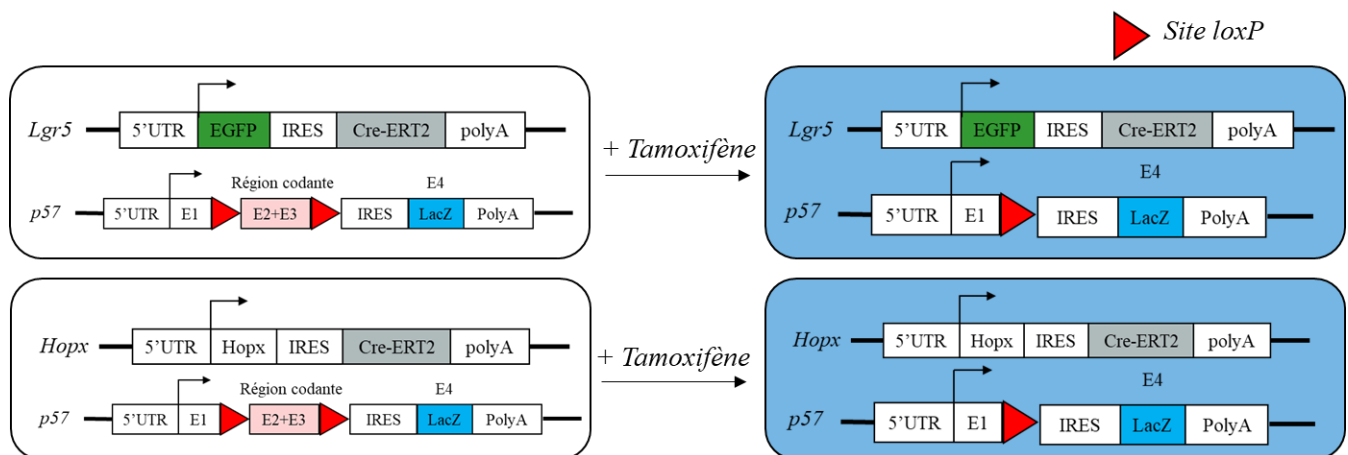 Site loxP
Lgr5 5'UTR EGFP IRES Cre-ERT2 polyA
Région codante E4
p57 5'UTR E1 E2+E3 IRES LacZ PolyA
+ Tamoxifène
Lgr5 5'UTR EGFP IRES Cre-ERT2 polyA
E4
p57 5'UTR E1 IRES LacZ PolyA
Hopx 5'UTR Hopx IRES Cre-ERT2 polyA
Région codante E4
p57 5'UTR E1 E2+E3 IRES LacZ PolyA
+ Tamoxifène
Hopx 5'UTR Hopx IRES Cre-ERT2 polyA
E4
p57 5'UTR E1 IRES LacZ PolyA